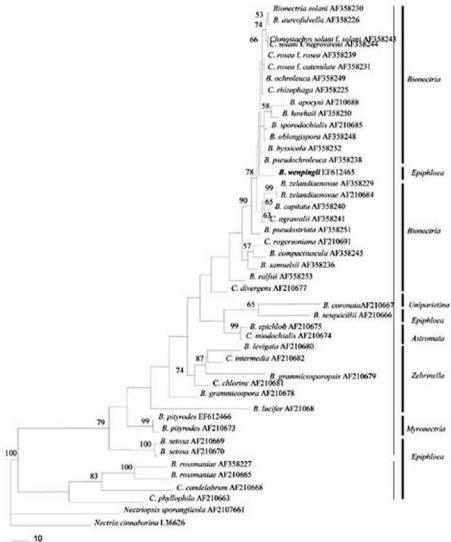 Bionectria solani AF358230
53
B. aureofulvella AF358226
74
66
Clonostachys solani f. solani AF358243
C. solani f. nigrovirens AF358244
C. rosea f. rosea AF358239
C. rosea f. catenulate AF358231
B. ochroleuca AF358249
C. rhizophaga AF358225
Bionectria
B. apocyni AF210688
58
B. kowhaii AF358250
B. sporodochialis AF210685
B. oblongispora AF358248
B. byssicola AF358252
B. pseudochroleuca AF358238
78
B. wenpingii EF612465
Epiphloea
B. zelandiaenovae AF358229
99
B. zelandiaenovae AF210684
65
B. capitata AF358240
90
63
C. agrawalii AF358241
B. pseudostriata AF358251
Bionectria
C. rogersoniana AF210691
57
B. compactiuscula AF358245
B. samuelsii AF358236
B. ralfsii AF358253
C. divergens AF210677
65
B. coronata AF210667
Uniparietina
B. sesquicillii AF210666
Epiphloea
B. epichloë AF210675
99
C. miodochialis AF210674
Astromata
B. levigata AF210680
87
C. intermedia AF210682
74
B. grammicosporopsis AF210679
Zebrinella
C. chlorine AF210681
B. grammicospora AF210678
B. lucifer AF21068
B. pityrodes EF612466
79
99
B. pityrodes AF210673
Myronectria
B. setosa AF210669
100
B. setosa AF210670
100
Epiphloea
B. rossmaniae AF358227
100
B. rossmaniae AF210665
83
C. candelabrum AF210668
C. phyllophila AF210663
Nectriopsis sporangiicola AF2107661
Nectria cinnabarina L36626
10